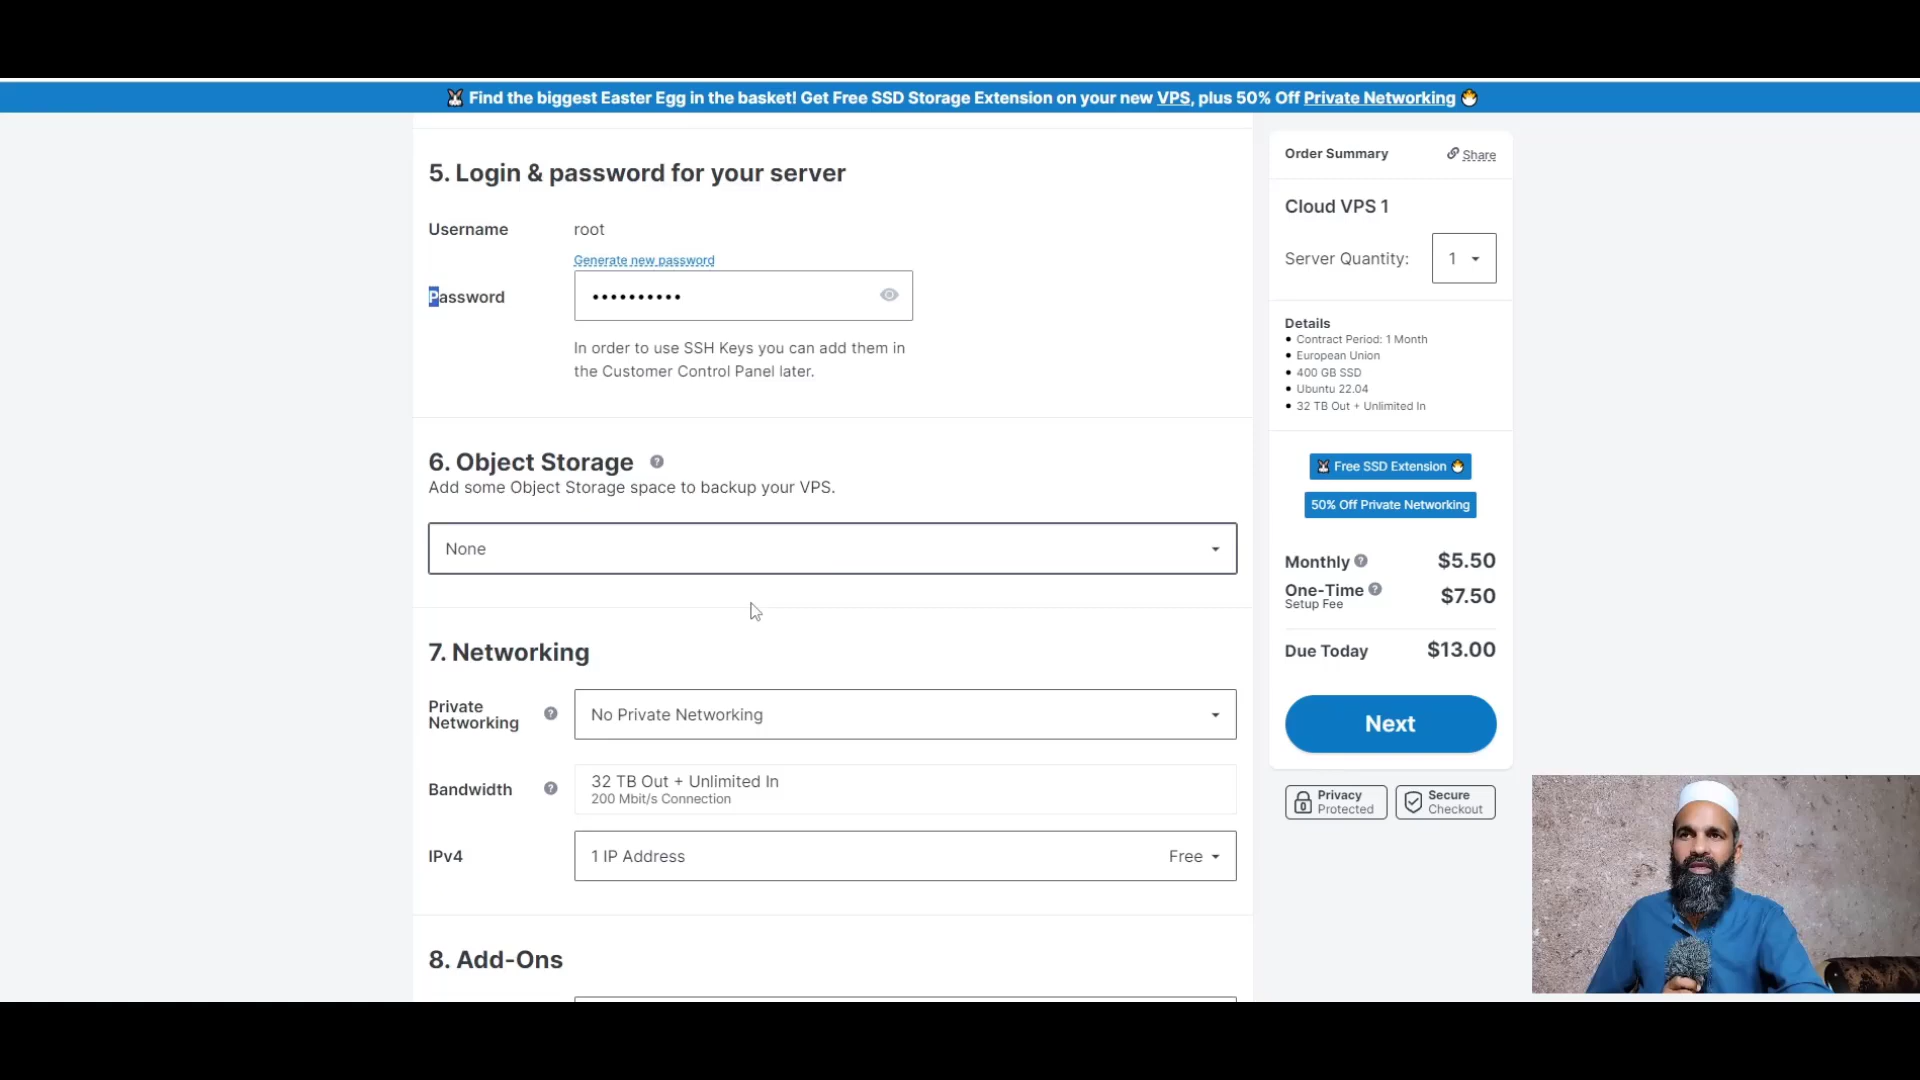 Find the biggest Easter Egg in the basket! Get Free SSD Storage Extension on your new VPS, plus 50% Off Private Networking
5. Login & password for your server
Username
root
Generate new password
Password
••••••••••
In order to use SSH Keys you can add them in
the Customer Control Panel later.
6. Object Storage
Add some Object Storage space to backup your VPS.
None
7. Networking
Private
Networking
No Private Networking
Bandwidth
32 TB Out + Unlimited In
200 Mbit/s Connection
IPv4
1 IP Address
Free
8. Add-Ons
Order Summary
Share
Cloud VPS 1
Server Quantity:
1
Details
• Contract Period: 1 Month
• European Union
• 400 GB SSD
• Ubuntu 22.04
• 32 TB Out + Unlimited In
Free SSD Extension
50% Off Private Networking
Monthly
$5.50
One-Time
Setup Fee
$7.50
Due Today
$13.00
Next
Privacy
Protected
Secure
Checkout